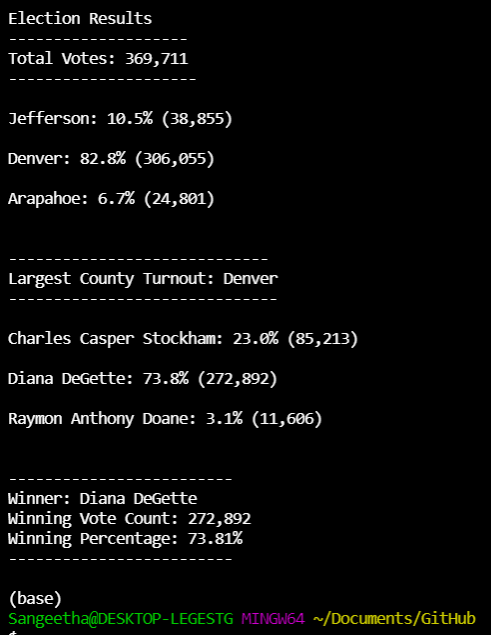 Election Results
--------------------
Total Votes: 369,711
---------------------
Jefferson: 10.5% (38,855)
Denver: 82.8% (306,055)
Arapahoe: 6.7% (24,801)
-----------------------------
Largest County Turnout: Denver
------------------------------
Charles Casper Stockham: 23.0% (85,213)
Diana DeGette: 73.8% (272,892)
Raymon Anthony Doane: 3.1% (11,606)
-------------------------
Winner: Diana DeGette
Winning Vote Count: 272,892
Winning Percentage: 73.81%
-------------------------
(base)
Sangeetha@DESKTOP-LEGESTG MINGW64 ~/Documents/GitHub